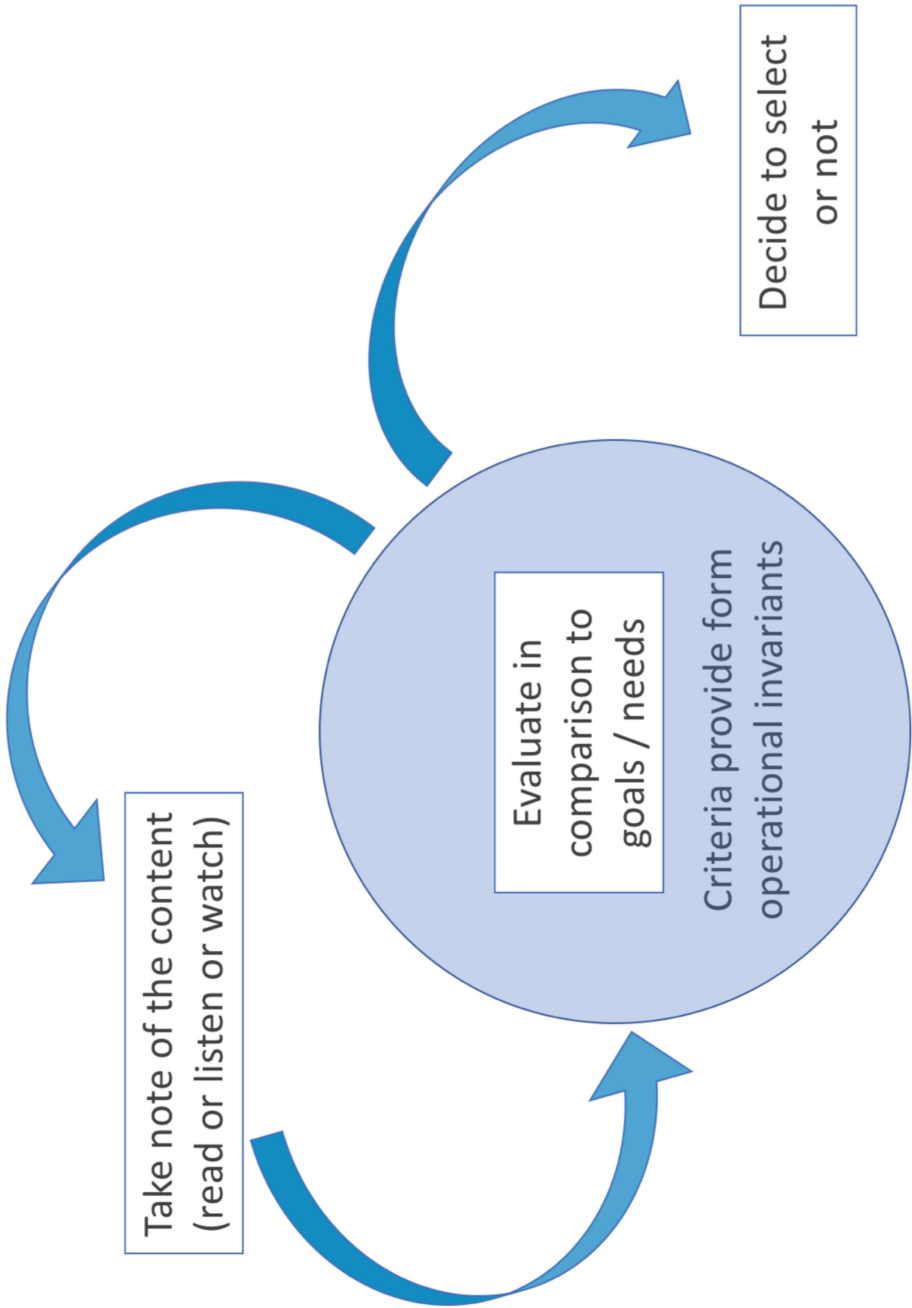 Take note of the content
(read or listen or watch)
Evaluate in
comparison to
goals / needs
Criteria provide form
operational invariants
Decide to select
or not